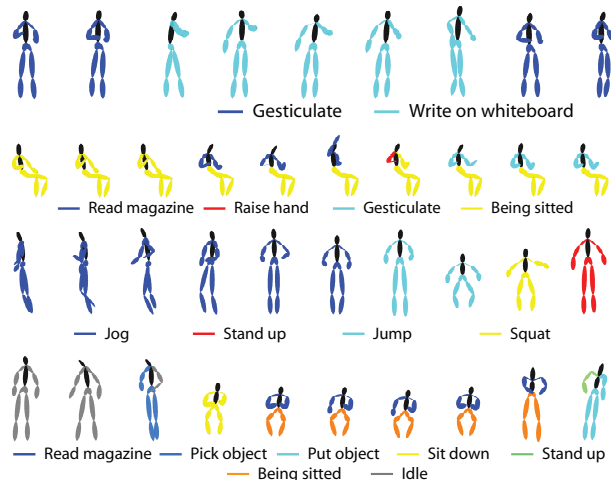 Gesticulate Write on whiteboard
Read magazine Raise hand Gesticulate Being sitted
Jog Stand up Jump Squat
Read magazine Pick object Put object Sit down Stand up
Being sitted Idle